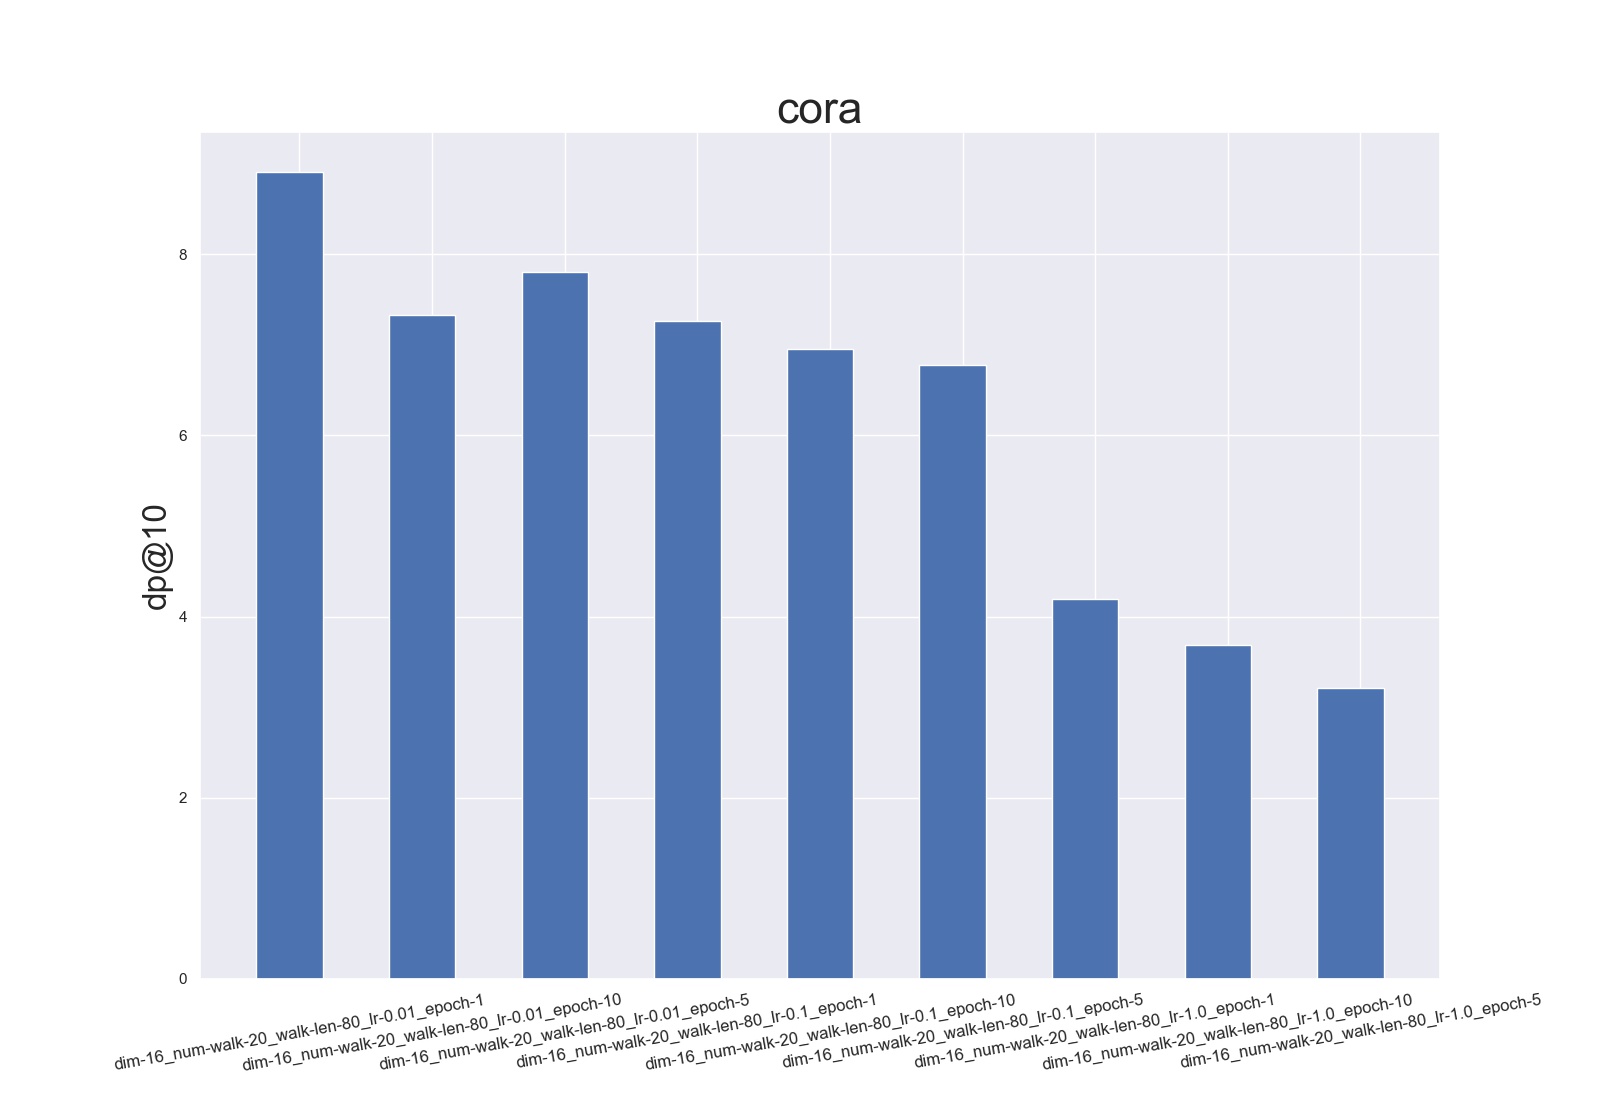 cora
dp@10
8
6
4
2
0
dim-16_num-walk-20_walk-len-80_lr-0.01_epoch-1
dim-16_num-walk-20_walk-len-80_lr-0.01_epoch-10
dim-16_num-walk-20_walk-len-80_lr-0.01_epoch-5
dim-16_num-walk-20_walk-len-80_lr-0.1_epoch-1
dim-16_num-walk-20_walk-len-80_lr-0.1_epoch-10
dim-16_num-walk-20_walk-len-80_lr-0.1_epoch-5
dim-16_num-walk-20_walk-len-80_lr-1.0_epoch-1
dim-16_num-walk-20_walk-len-80_lr-1.0_epoch-10
dim-16_num-walk-20_walk-len-80_lr-1.0_epoch-5